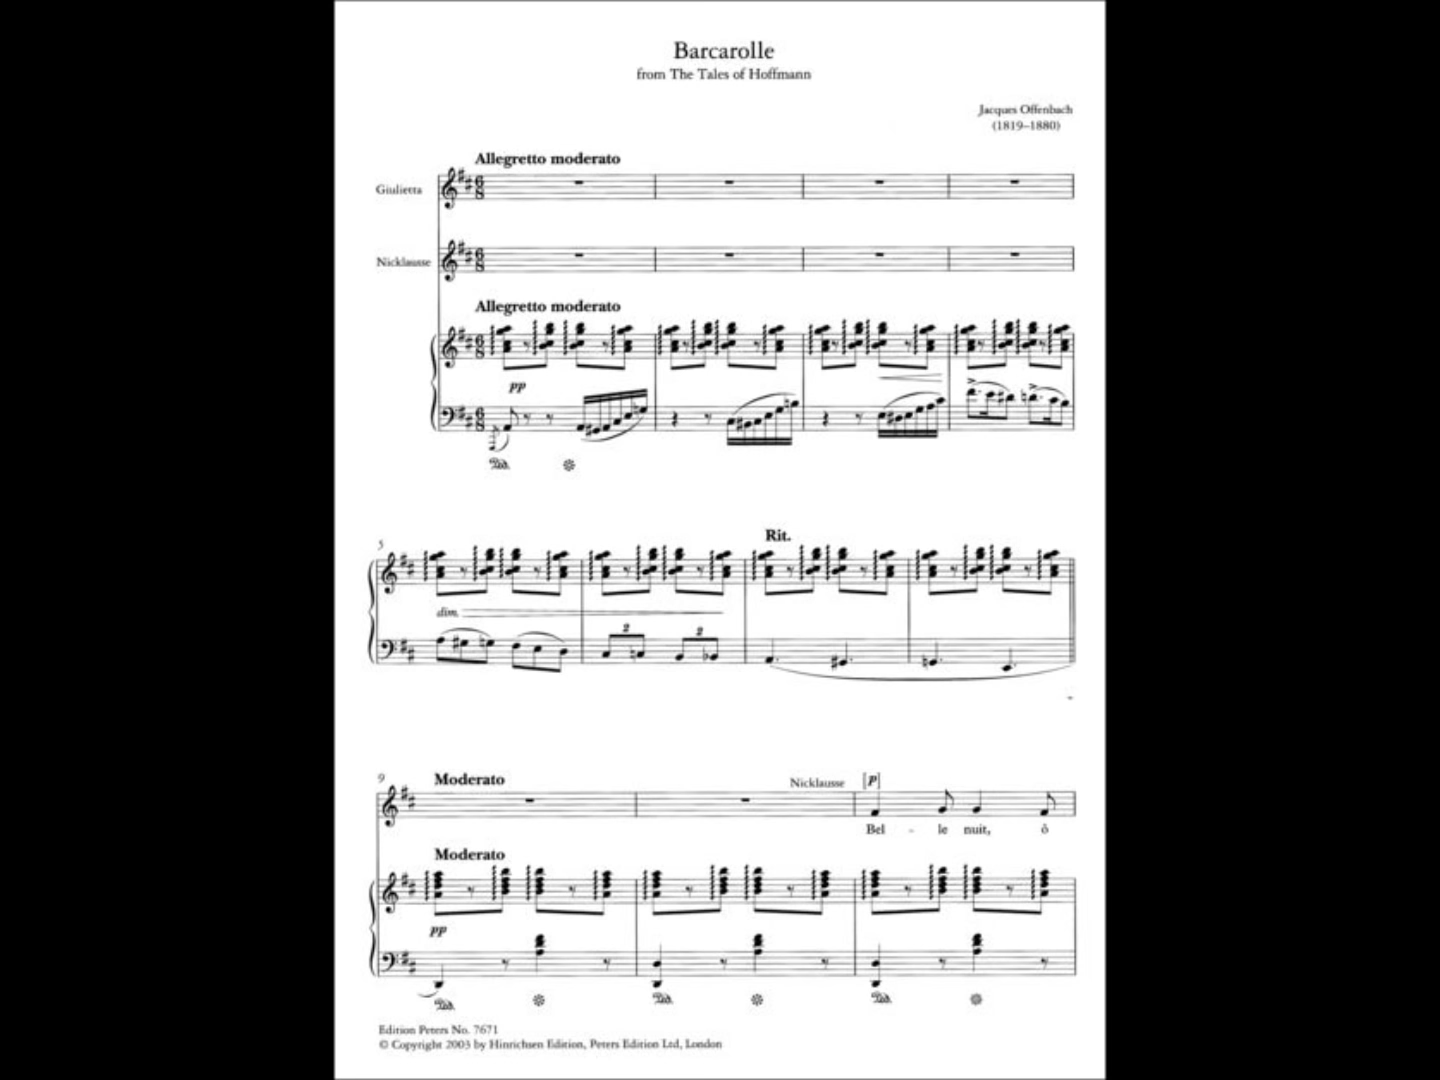 Barcarolle
from The Tales of Hoffmann
Jacques Offenbach
(1819–1880)
Allegretto moderato
Giulietta
Nicklausse
Allegretto moderato
pp
5
Rit.
dim.
2 2
9
Moderato
Nicklausse [p]
Bel - le nuit, ô
Moderato
pp
Edition Peters No. 7671
© Copyright 2003 by Hinrichsen Edition, Peters Edition Ltd, London